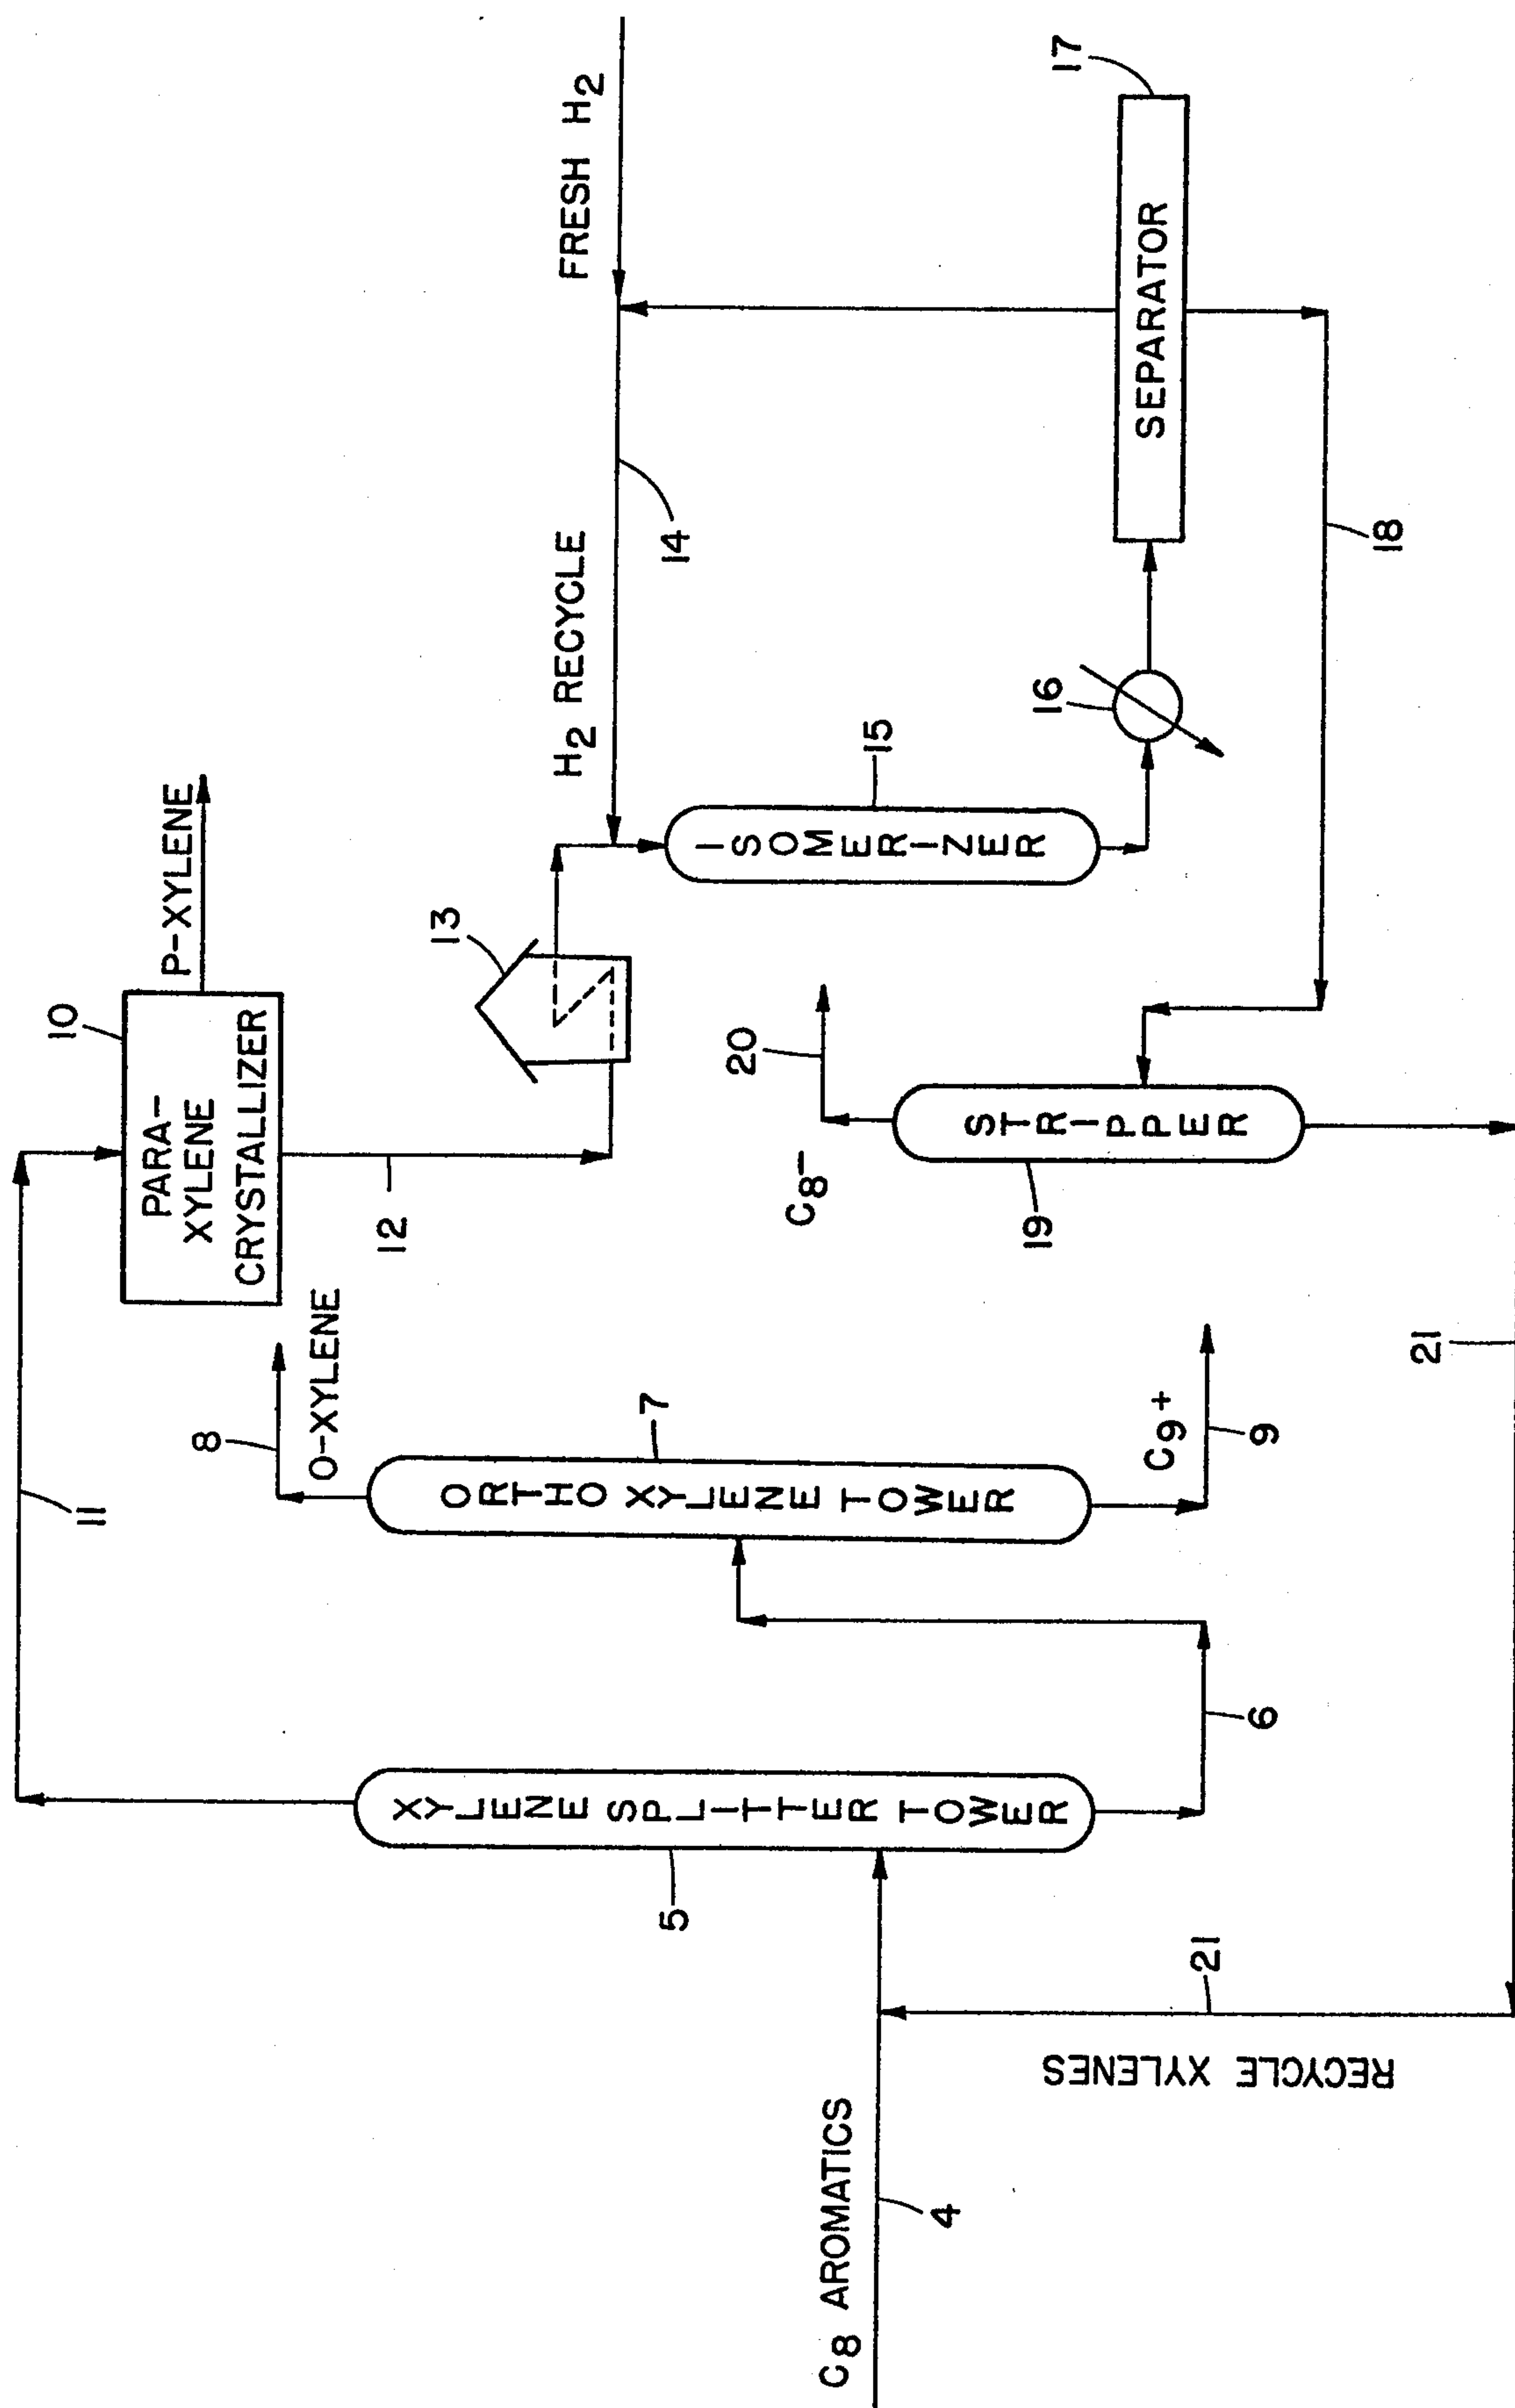 C8 AROMATICS
4
RECYCLE XYLENES
21
5
XYLENE SPLITTER TOWER
6
11
ORTHO XYLENE TOWER
7
8
O-XYLENE
C9+
9
10
PARA-
XYLENE
CRYSTALLIZER
P-XYLENE
12
13
H2 RECYCLE
14
FRESH H2
ISOMERIZER
15
16
SEPARATOR
17
18
STRIPPER
19
20
C8-
21